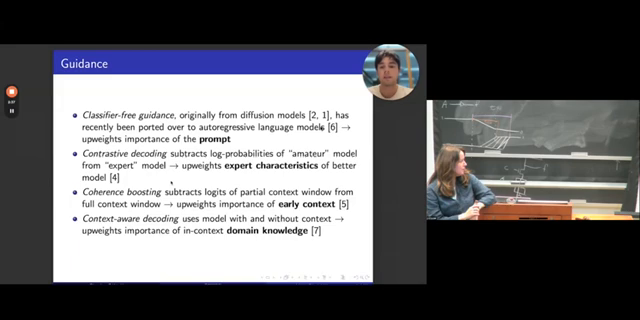 Guidance
Classifier-free guidance, originally from diffusion models [2, 1], has
recently been ported over to autoregressive language models [6] →
upweights importance of the prompt
Contrastive decoding subtracts log-probabilities of "amateur" model
from "expert" model → upweights expert characteristics of better
model [4]
Coherence boosting subtracts logits of partial context window from
full context window → upweights importance of early context [5]
Context-aware decoding uses model with and without context →
upweights importance of in-context domain knowledge [7]